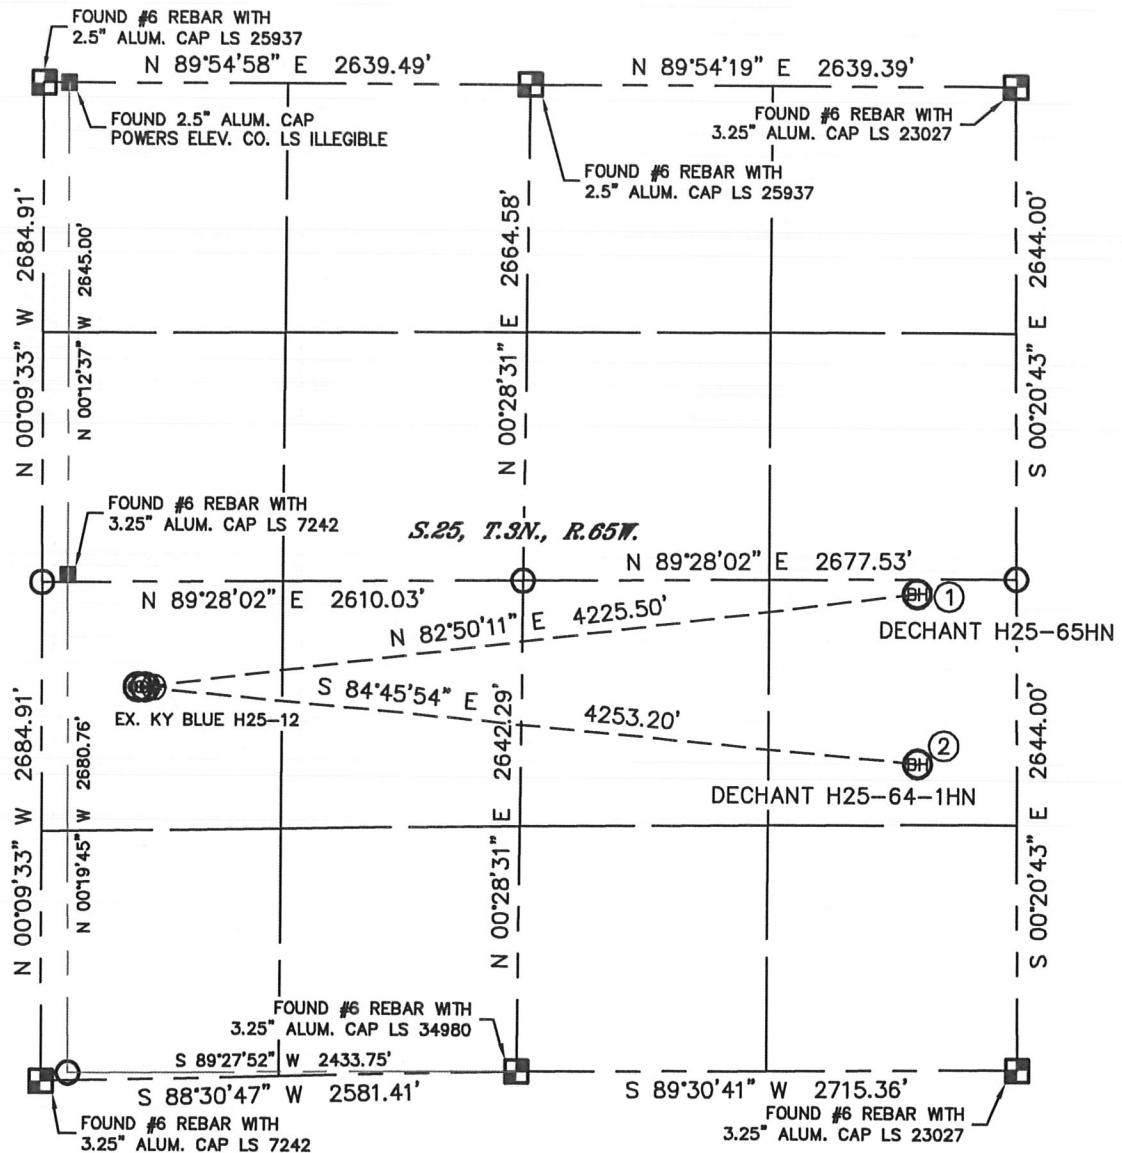 FOUND #6 REBAR WITH
2.5" ALUM. CAP LS 25937
N 89°54'58" E 2639.49'
N 89°54'19" E 2639.39'
FOUND 2.5" ALUM. CAP
POWERS ELEV. CO. LS ILLEGIBLE
FOUND #6 REBAR WITH
3.25" ALUM. CAP LS 23027
FOUND #6 REBAR WITH
2.5" ALUM. CAP LS 25937
N 00°09'33" W 2684.91'
N 00°12'37" W 2645.00'
N 00°28'31" E 2664.58'
S 00°20'43" E 2644.00'
FOUND #6 REBAR WITH
3.25" ALUM. CAP LS 7242
S.25, T.3N., R.65W.
N 89°28'02" E 2677.53'
N 89°28'02" E 2610.03'
N 82°50'11" E 4225.50'
BH 1
DECHANT H25-65HN
S 84°45'54" E 4253.20'
EX. KY BLUE H25-12
BH 2
DECHANT H25-64-1HN
N 00°09'33" W 2684.91'
N 00°19'45" W 2680.76'
N 00°28'31" E 2642.29'
S 00°20'43" E 2644.00'
FOUND #6 REBAR WITH
3.25" ALUM. CAP LS 34980
S 89°27'52" W 2433.75'
S 88°30'47" W 2581.41'
S 89°30'41" W 2715.36'
FOUND #6 REBAR WITH
3.25" ALUM. CAP LS 7242
FOUND #6 REBAR WITH
3.25" ALUM. CAP LS 23027